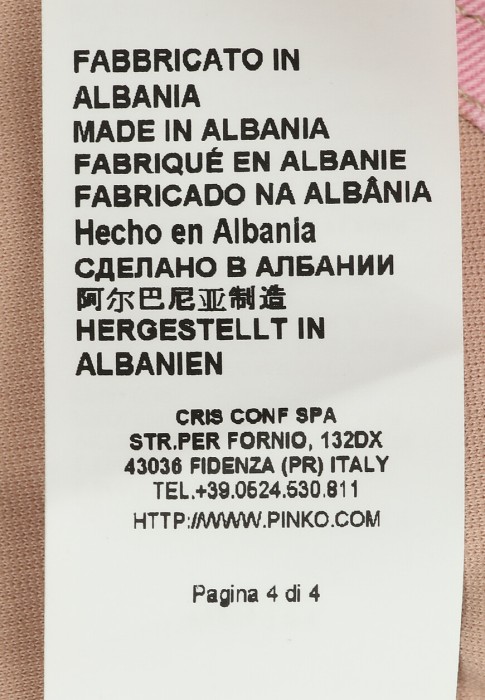 FABBRICATO IN
ALBANIA
MADE IN ALBANIA
FABRIQUÉ EN ALBANIE
FABRICADO NA ALBÂNIA
Hecho en Albania
СДЕЛАНО В АЛБАНИИ
阿尔巴尼亚制造
HERGESTELLT IN
ALBANIEN
CRIS CONF SPA
STR.PER FORNIO, 132DX
43036 FIDENZA (PR) ITALY
TEL.+39.0524.530.811
HTTP://WWW.PINKO.COM
Pagina 4 di 4